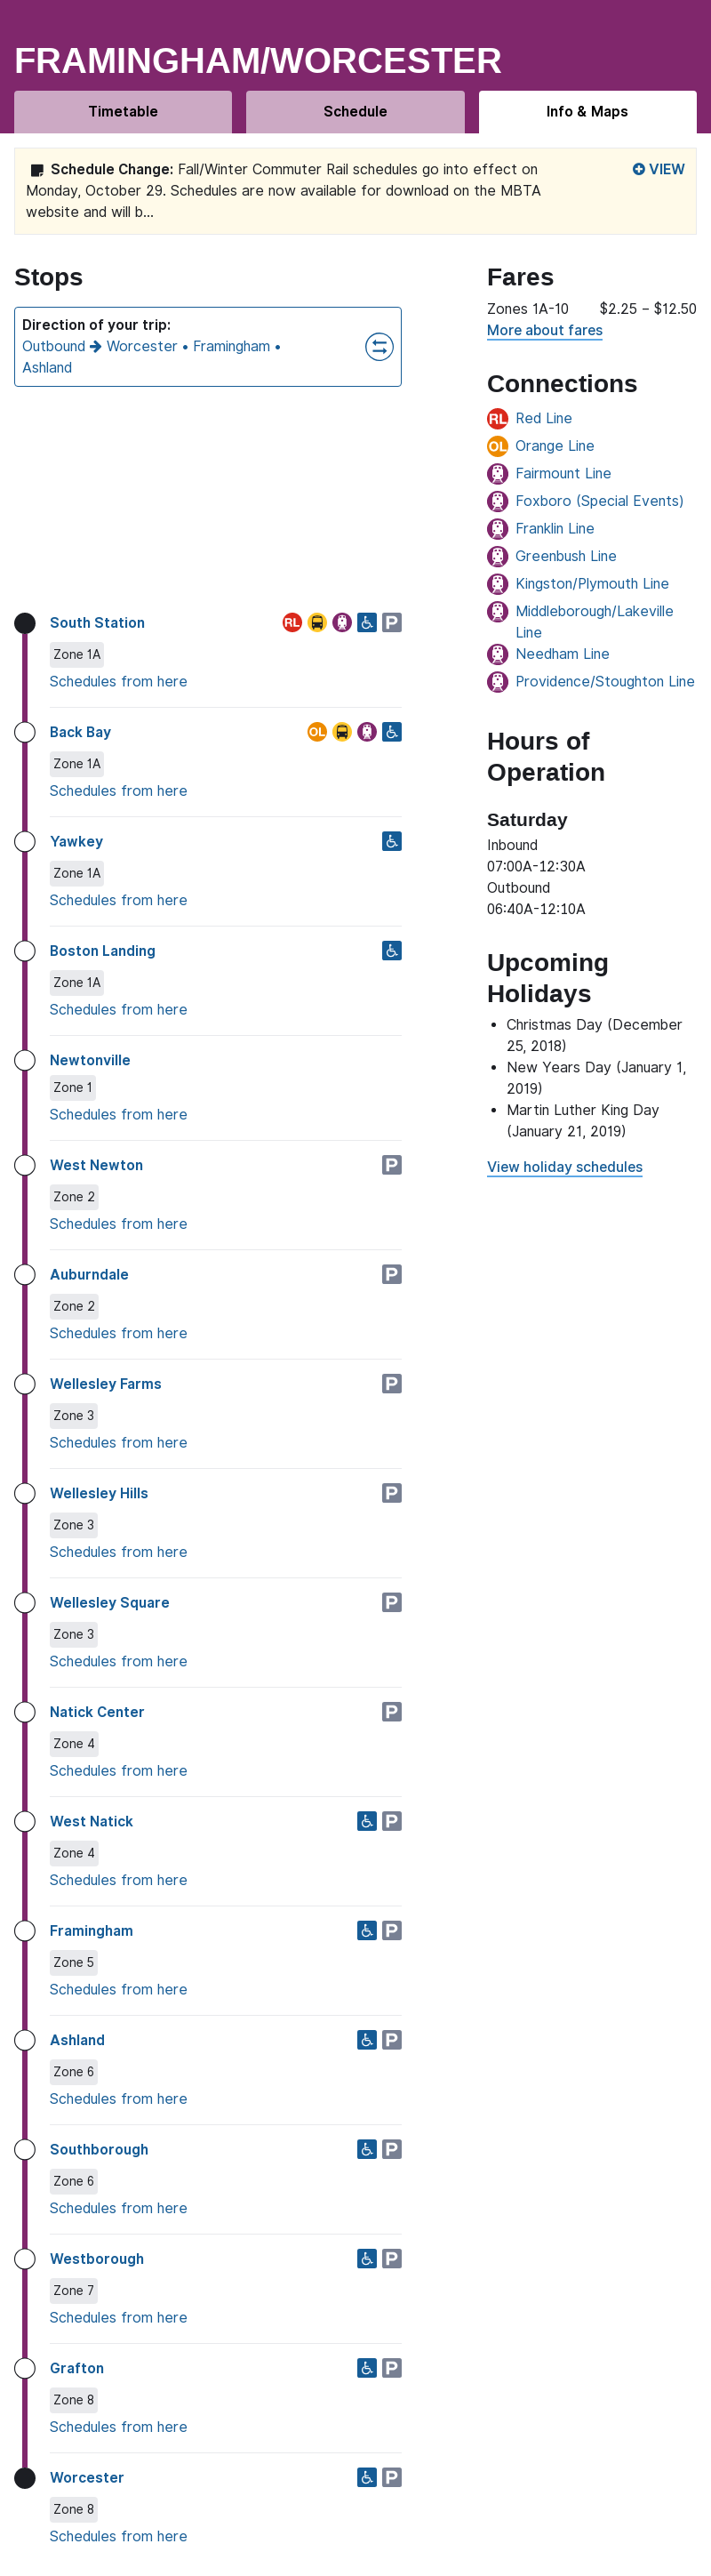 FRAMINGHAM/WORCESTER
Timetable
Schedule
Info & Maps
Schedule Change: Fall/Winter Commuter Rail schedules go into effect on
Monday, October 29. Schedules are now available for download on the MBTA
website and will b...
VIEW
Stops
Direction of your trip:
Outbound Worcester • Framingham •
Ashland
South Station
RL
P
Zone 1A
Schedules from here
Back Bay
OL
Zone 1A
Schedules from here
Yawkey
Zone 1A
Schedules from here
Boston Landing
Zone 1A
Schedules from here
Newtonville
Zone 1
Schedules from here
West Newton
P
Zone 2
Schedules from here
Auburndale
P
Zone 2
Schedules from here
Wellesley Farms
P
Zone 3
Schedules from here
Wellesley Hills
P
Zone 3
Schedules from here
Wellesley Square
P
Zone 3
Schedules from here
Natick Center
P
Zone 4
Schedules from here
West Natick
P
Zone 4
Schedules from here
Framingham
P
Zone 5
Schedules from here
Ashland
P
Zone 6
Schedules from here
Southborough
P
Zone 6
Schedules from here
Westborough
P
Zone 7
Schedules from here
Grafton
P
Zone 8
Schedules from here
Worcester
P
Zone 8
Schedules from here
Fares
Zones 1A-10 $2.25 – $12.50
More about fares
Connections
RL Red Line
OL Orange Line
Fairmount Line
Foxboro (Special Events)
Franklin Line
Greenbush Line
Kingston/Plymouth Line
Middleborough/Lakeville
Line
Needham Line
Providence/Stoughton Line
Hours of
Operation
Saturday
Inbound
07:00A-12:30A
Outbound
06:40A-12:10A
Upcoming
Holidays
• Christmas Day (December
25, 2018)
• New Years Day (January 1,
2019)
• Martin Luther King Day
(January 21, 2019)
View holiday schedules